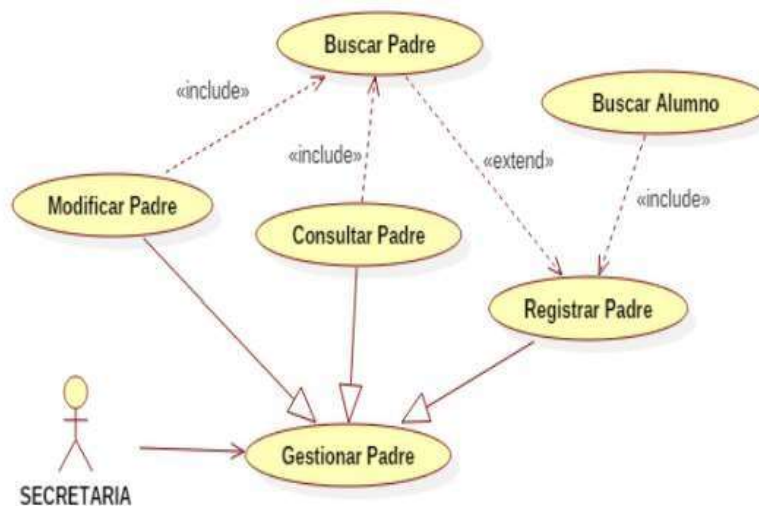 Buscar Padre
«include»
Buscar Alumno
«include»
«extend»
Modificar Padre
«include»
Consultar Padre
Registrar Padre
Gestionar Padre
SECRETARIA